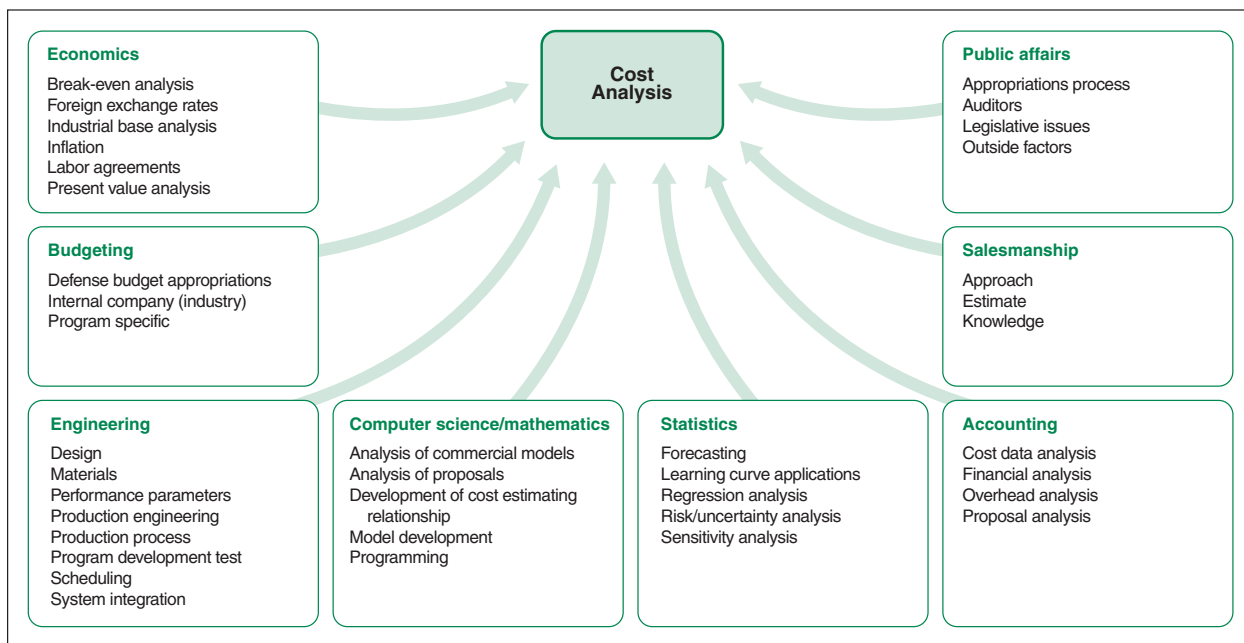 Cost
Analysis
Economics
Break-even analysis
Foreign exchange rates
Industrial base analysis
Inflation
Labor agreements
Present value analysis
Public affairs
Appropriations process
Auditors
Legislative issues
Outside factors
Budgeting
Defense budget appropriations
Internal company (industry)
Program specific
Salesmanship
Approach
Estimate
Knowledge
Engineering
Design
Materials
Performance parameters
Production engineering
Production process
Program development test
Scheduling
System integration
Computer science/mathematics
Analysis of commercial models
Analysis of proposals
Development of cost estimating
relationship
Model development
Programming
Statistics
Forecasting
Learning curve applications
Regression analysis
Risk/uncertainty analysis
Sensitivity analysis
Accounting
Cost data analysis
Financial analysis
Overhead analysis
Proposal analysis